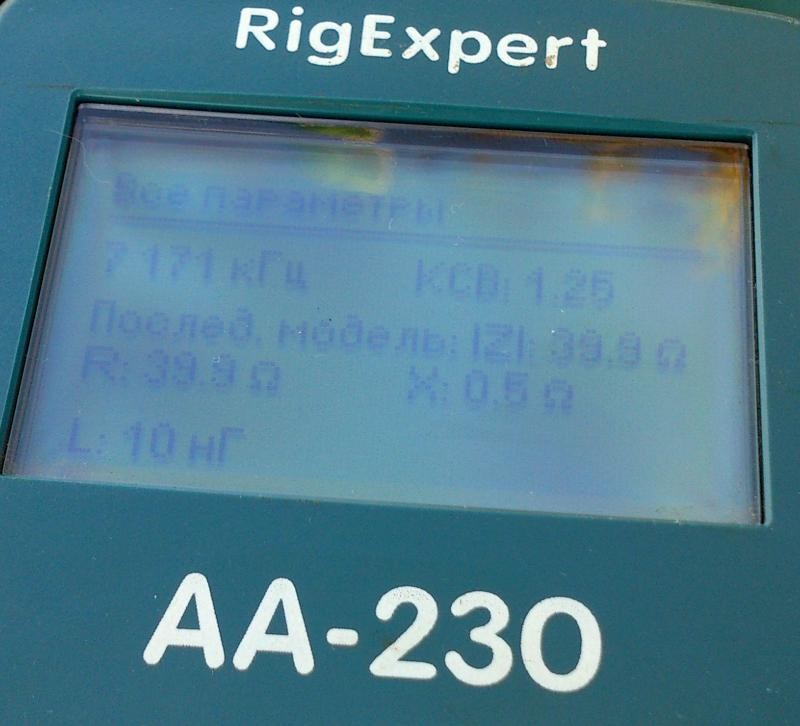 RigExpert
Все параметры
7 171 кГц КСВ: 1.25
Послед. модель: |Z|: 39.9 Ω
R: 39.9 Ω X: 0.5 Ω
L: 10 нГ
AA-230